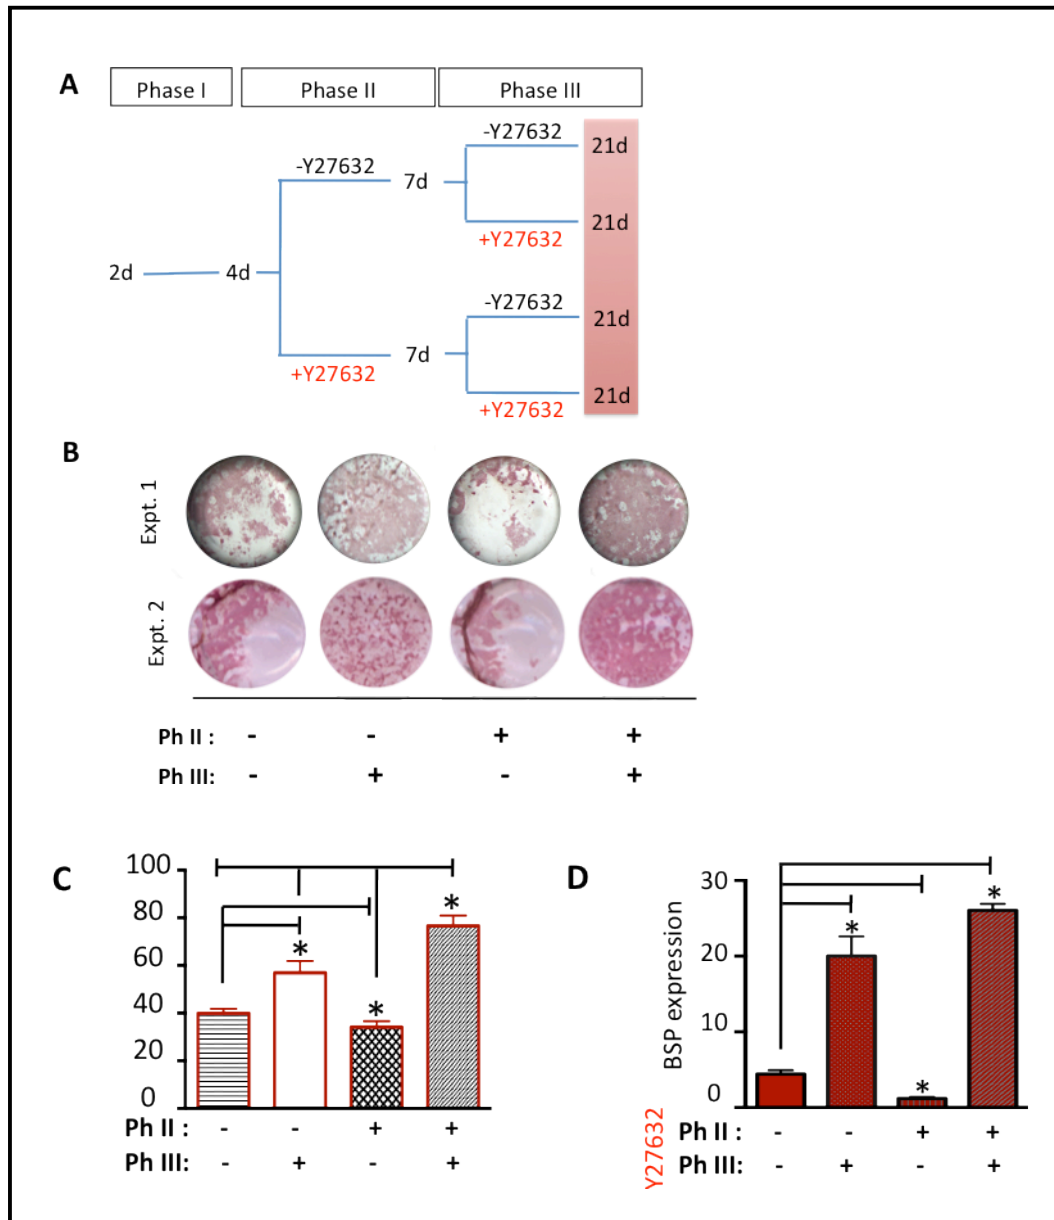 A
Phase I Phase II Phase III
-Y27632 21d
-Y27632 7d
+Y27632 21d
2d 4d
-Y27632 21d
+Y27632 7d
+Y27632 21d
B
Expt. 1
Expt. 2
Ph II : - - + +
Ph III: - + - +
C
100
80
60
40
20
0
* * *
Ph II : - - + +
Ph III: - + - +
D
BSP expression
30
20
10
0
* * *
Y27632
Ph II : - - + +
Ph III: - + - +